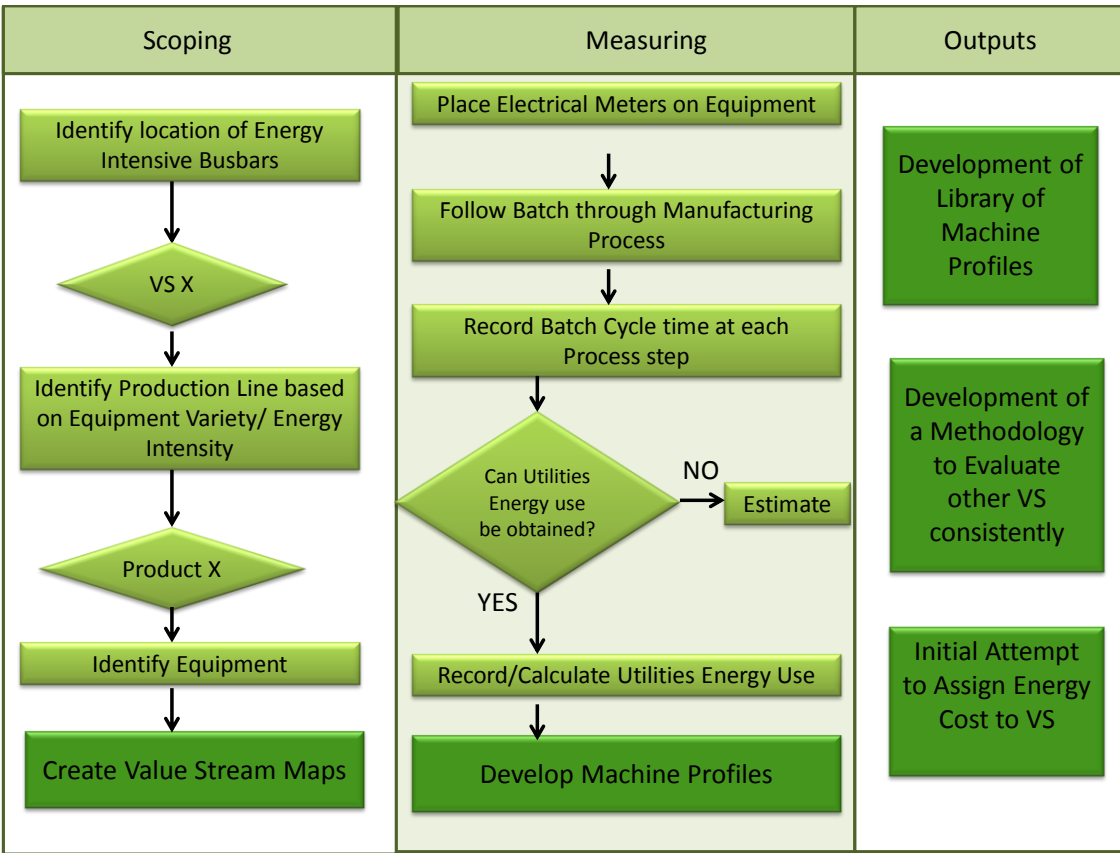 Scoping
Measuring
Outputs
Identify location of Energy
Intensive Busbars
VS X
Identify Production Line based
on Equipment Variety/ Energy
Intensity
Product X
Identify Equipment
Create Value Stream Maps
Place Electrical Meters on Equipment
Follow Batch through Manufacturing
Process
Record Batch Cycle time at each
Process step
Can Utilities
Energy use
be obtained?
NO
Estimate
YES
Record/Calculate Utilities Energy Use
Develop Machine Profiles
Development of
Library of
Machine
Profiles
Development of
a Methodology
to Evaluate
other VS
consistently
Initial Attempt
to Assign Energy
Cost to VS